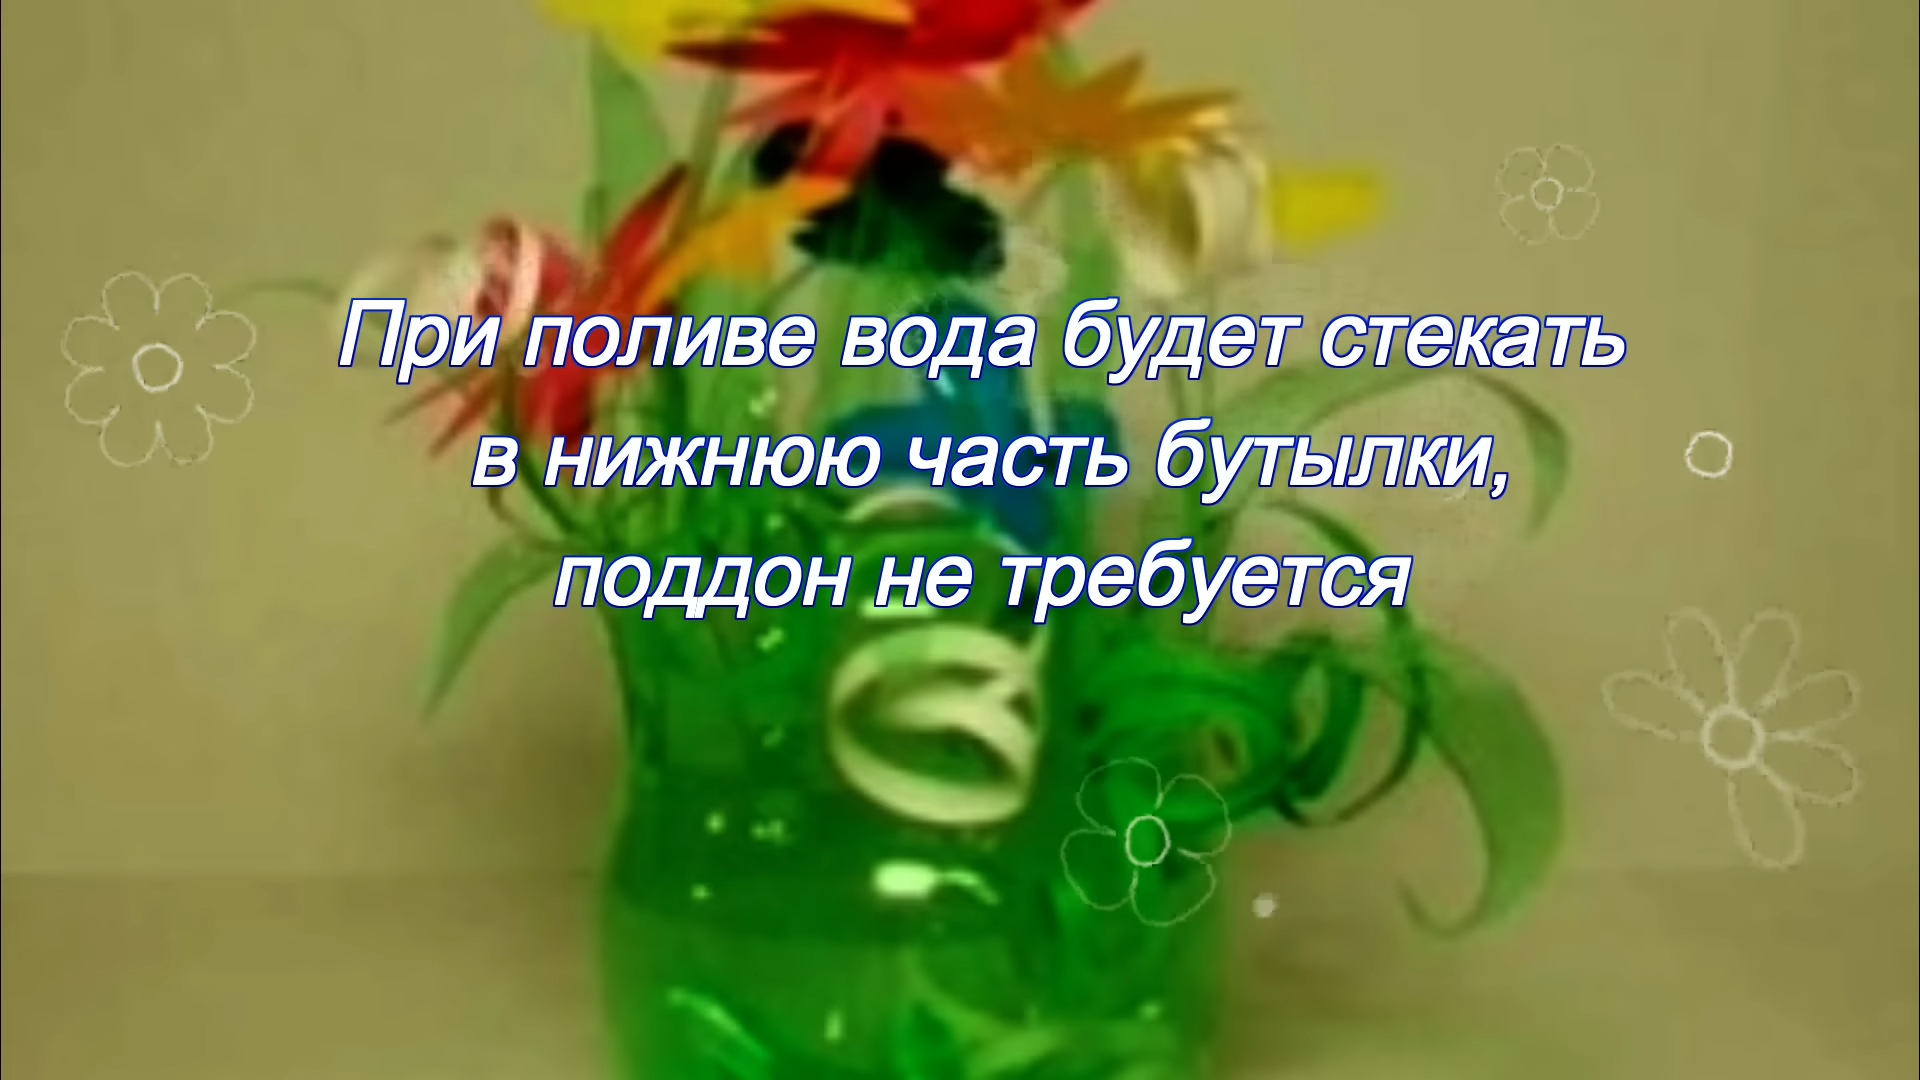 При поливе вода будет стекать
в нижнюю часть бутылки,
поддон не требуется